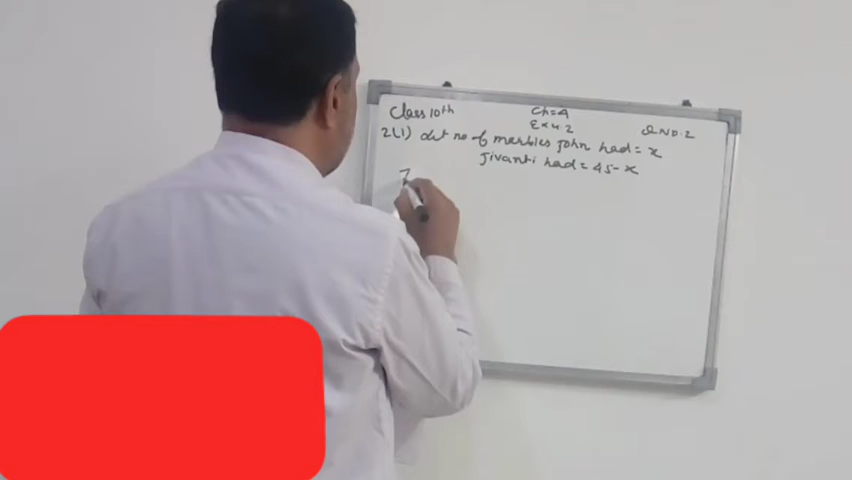 Class 10th Ch=4
Ex 4.2 Q NO.2
2(1) Let no of marbles John had = x
Jivanti had = 45-x